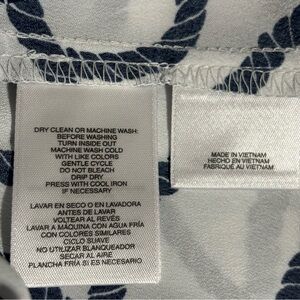 DRY CLEAN OR MACHINE WASH:
BEFORE WASHING
TURN INSIDE OUT
MACHINE WASH COLD
WITH LIKE COLORS
GENTLE CYCLE
DO NOT BLEACH
DRIP DRY
PRESS WITH COOL IRON
IF NECESSARY
LAVAR EN SECO O EN LAVADORA
ANTES DE LAVAR
VOLTEAR AL REVÉS
LAVAR A MÁQUINA CON AGUA FRÍA
CON COLORES SIMILARES
CICLO SUAVE
NO UTILIZAR BLANQUEADOR
SECAR AL AIRE
PLANCHA FRÍA SI ES NECESARIO
MADE IN VIETNAM
HECHO EN VIETNAM
FABRIQUÉ AU VIETNAM